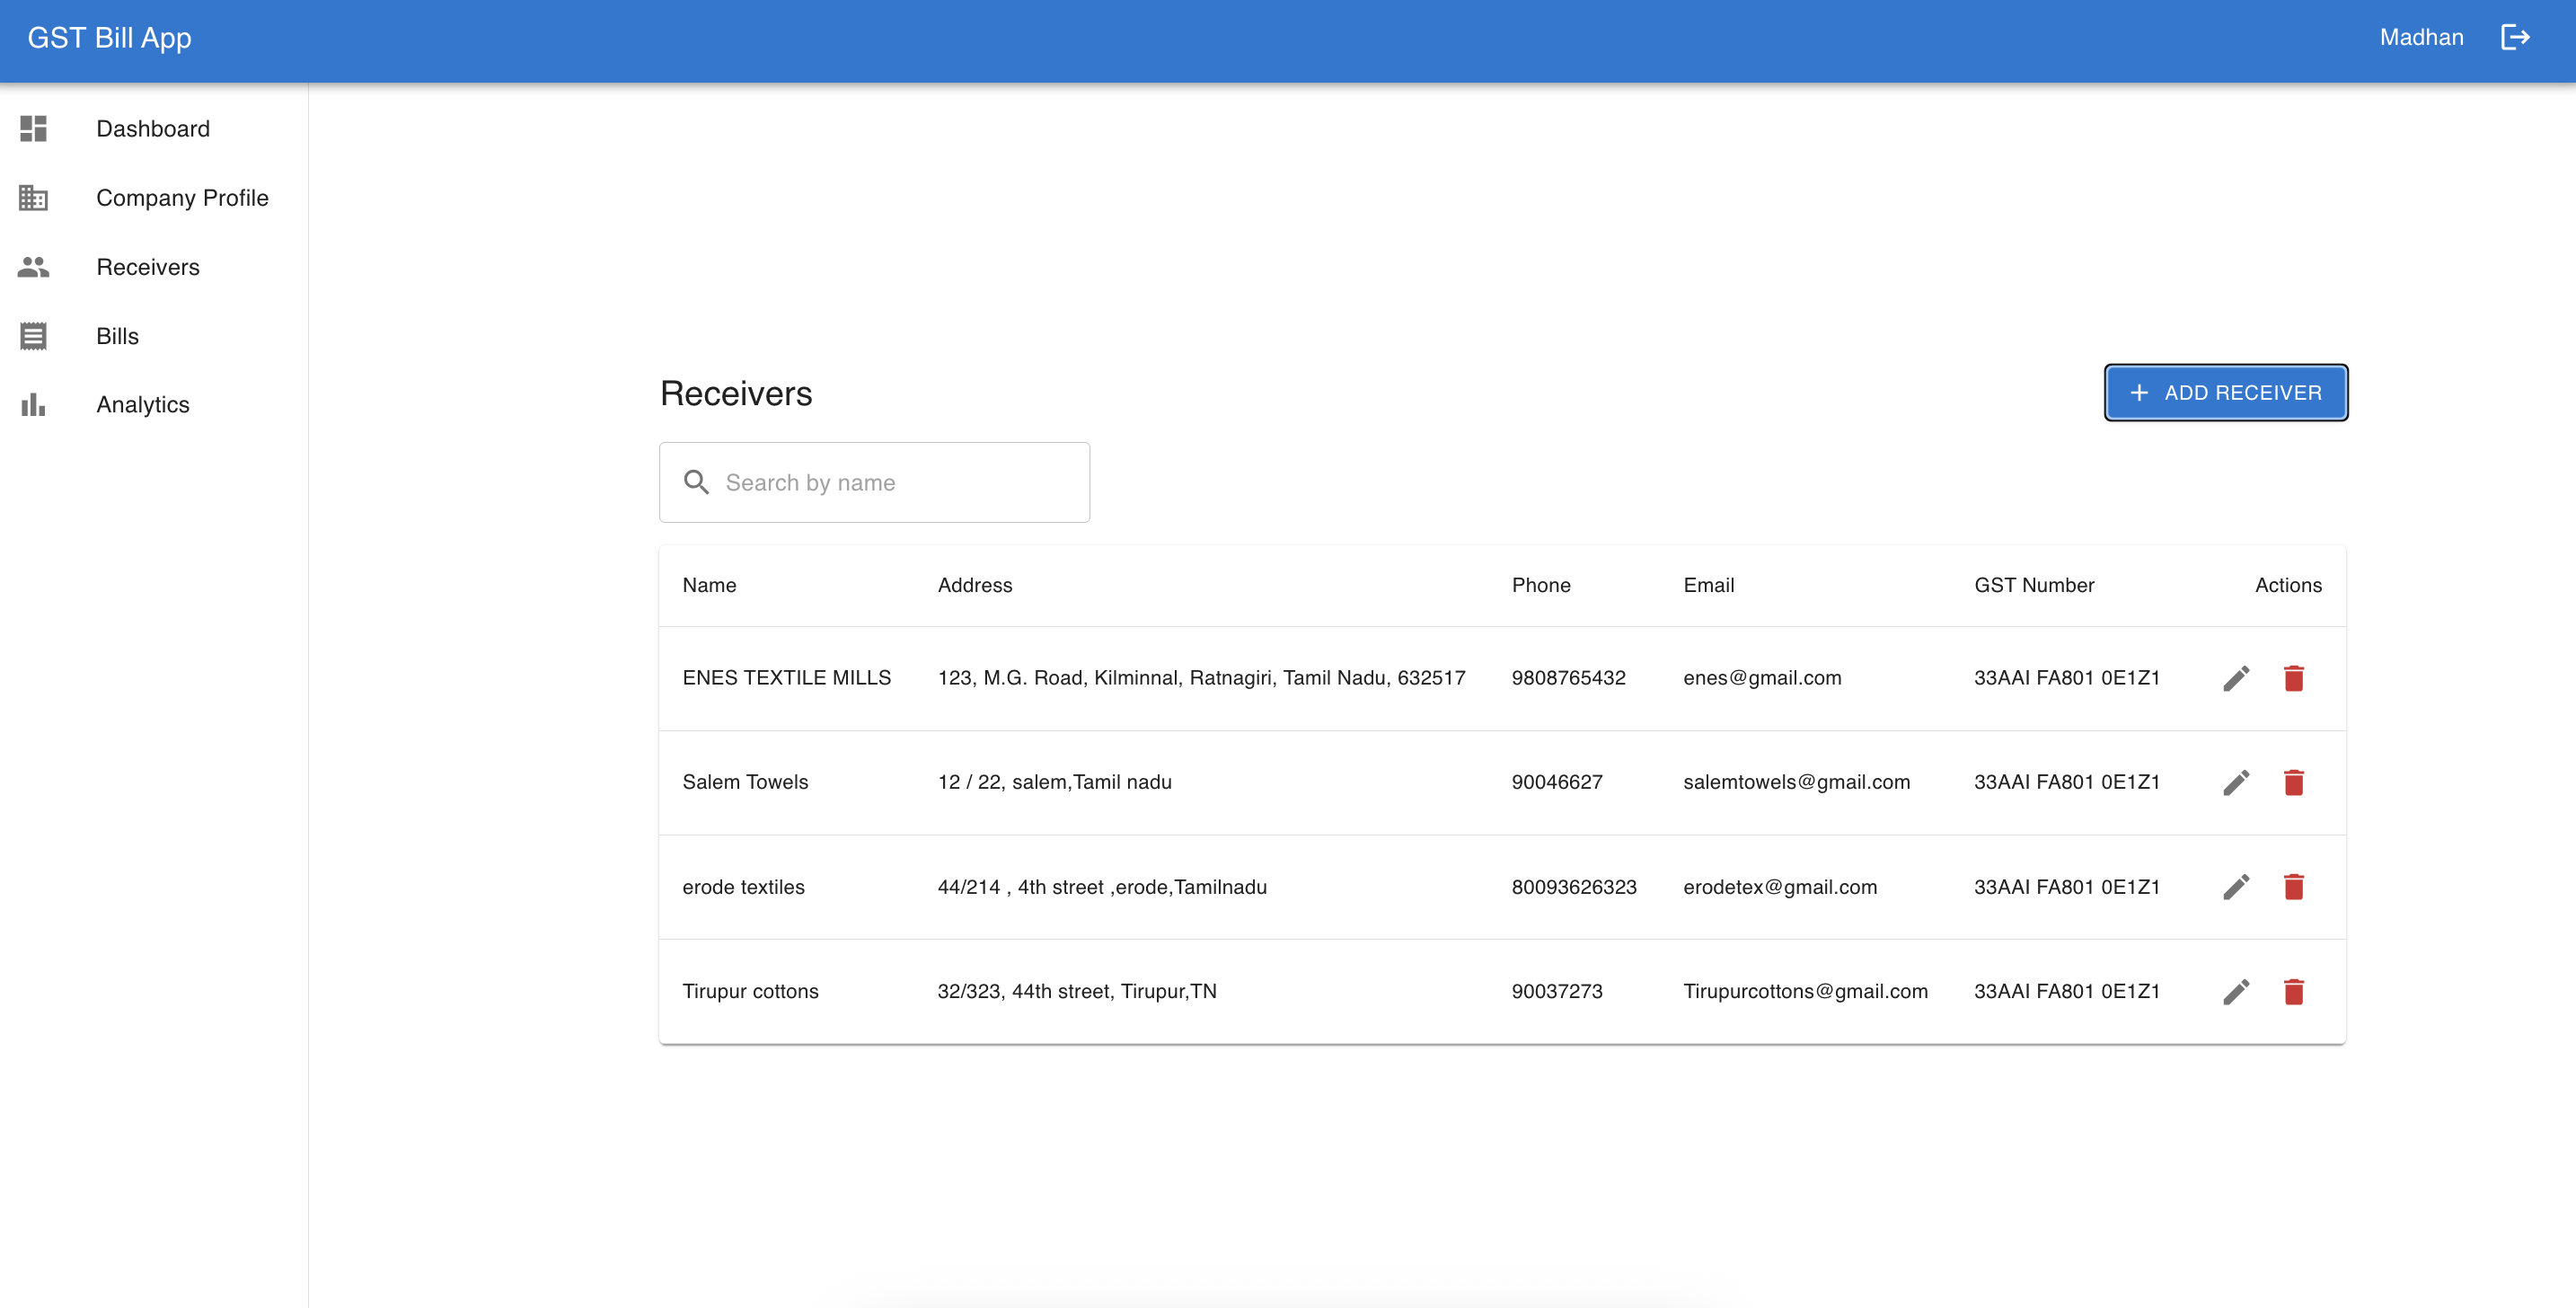 GST Bill App
Madhan
Dashboard
Company Profile
Receivers
Bills
Analytics
Receivers
ADD RECEIVER
Search by name
Name Address Phone Email GST Number Actions
ENES TEXTILE MILLS 123, M.G. Road, Kilminnal, Ratnagiri, Tamil Nadu, 632517 9808765432 enes@gmail.com 33AAI FA801 0E1Z1
Salem Towels 12 / 22, salem,Tamil nadu 90046627 salemtowels@gmail.com 33AAI FA801 0E1Z1
erode textiles 44/214 , 4th street ,erode,Tamilnadu 80093626323 erodetex@gmail.com 33AAI FA801 0E1Z1
Tirupur cottons 32/323, 44th street, Tirupur,TN 90037273 Tirupurcottons@gmail.com 33AAI FA801 0E1Z1